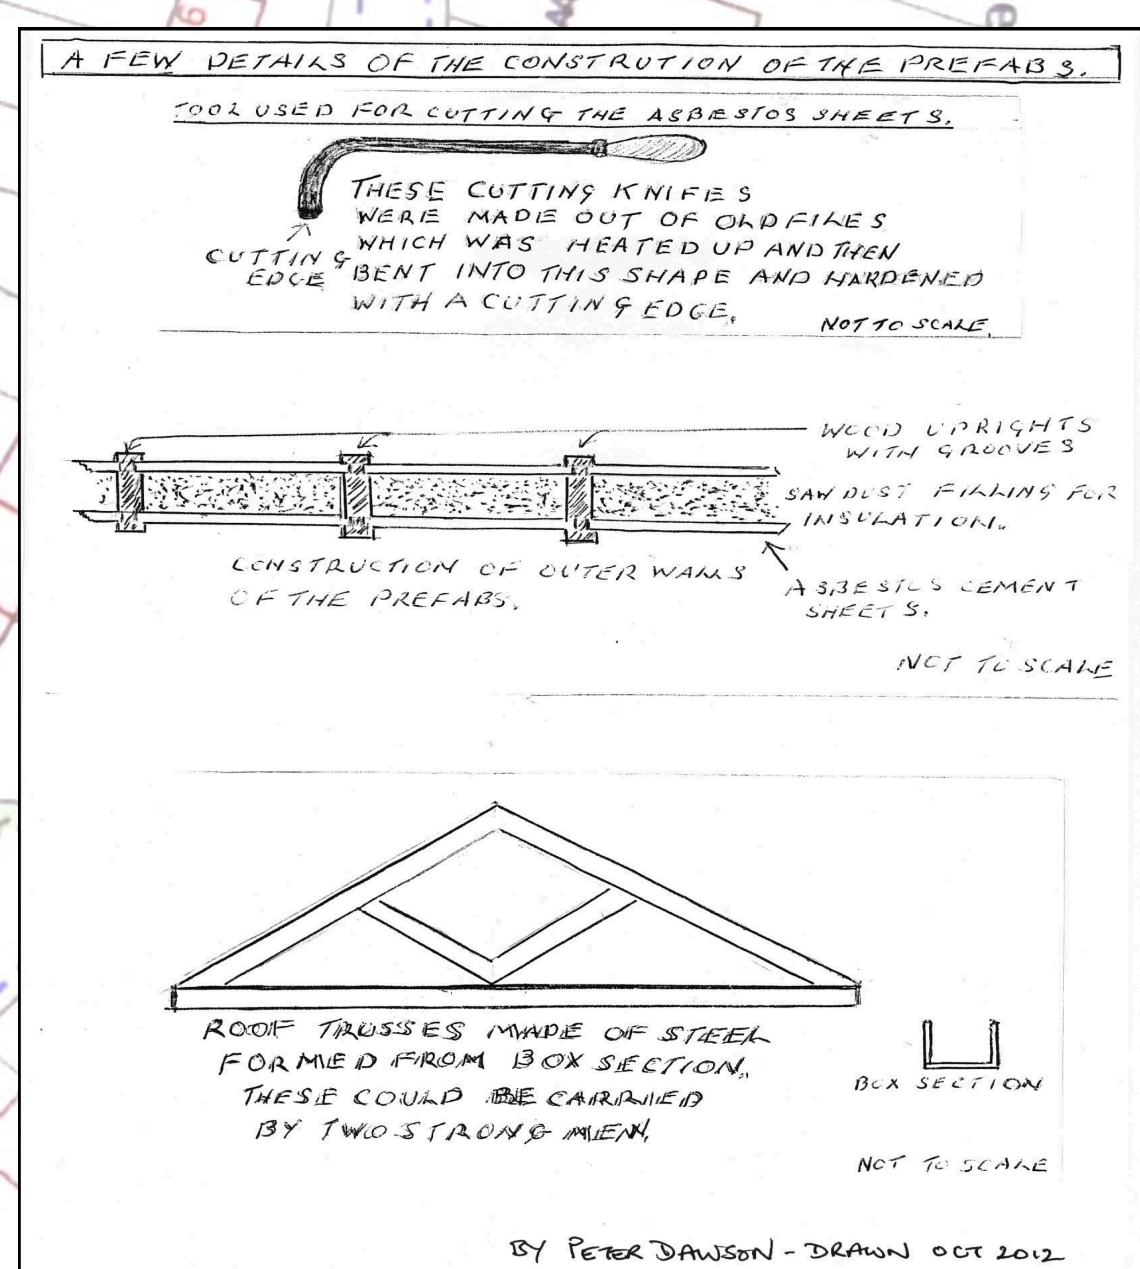 A FEW DETAILS OF THE CONSTRUTION OF THE PREFABS.
TOOL USED FOR CUTTING THE ASBESTOS SHEETS.
THESE CUTTING KNIFES
WERE MADE OUT OF OLD FILES
WHICH WAS HEATED UP AND THEN
BENT INTO THIS SHAPE AND HARDENED
WITH A CUTTING EDGE.
CUTTING
EDGE
NOT TO SCALE.
WOOD UPRIGHTS
WITH GROOVES
SAWDUST FILLING FOR
INSULATION.
CONSTRUCTION OF OUTER WALLS
OF THE PREFABS.
ASBESTOS CEMENT
SHEETS.
NOT TO SCALE
ROOF TRUSSES MADE OF STEEL
FORMED FROM BOX SECTION.
THESE COULD BE CARRIED
BY TWO STRONG MEN.
BOX SECTION
NOT TO SCALE
BY PETER DAWSON - DRAWN OCT 2012